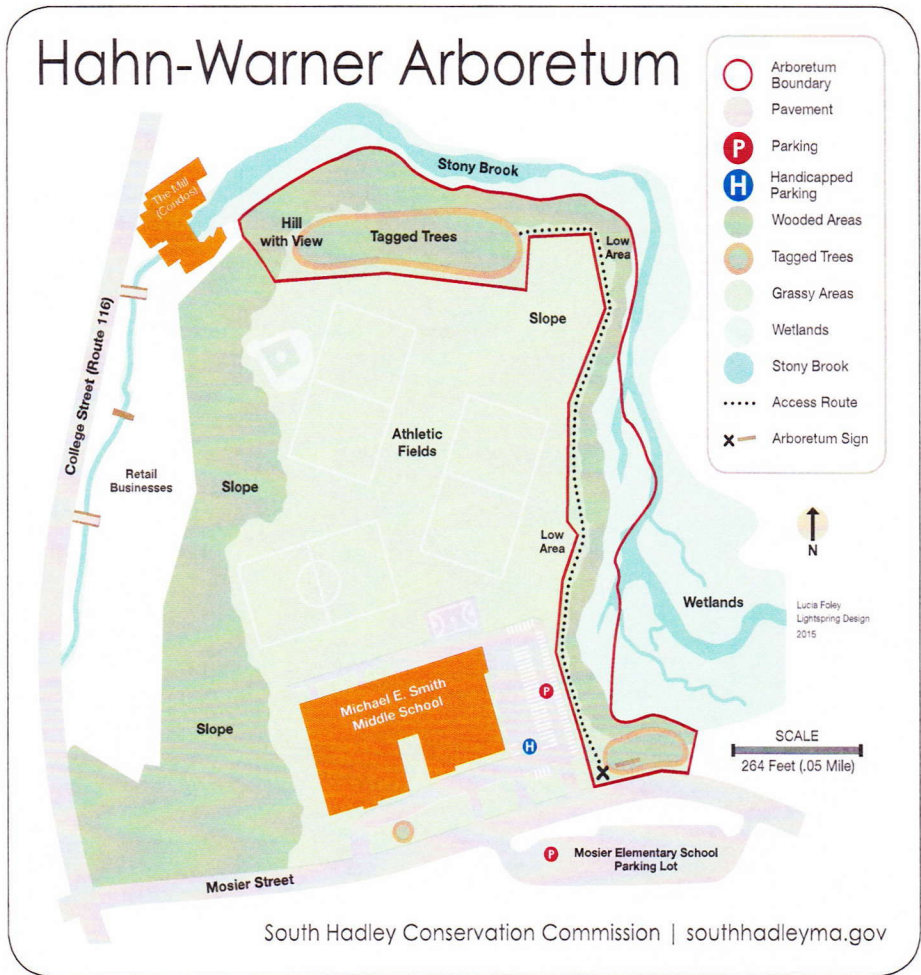 Hahn-Warner Arboretum
Arboretum
Boundary
Pavement
P
Parking
H
Handicapped
Parking
Wooded Areas
Tagged Trees
Grassy Areas
Wetlands
Stony Brook
Access Route
X
Arboretum Sign
Stony Brook
The Mill
(Condos)
Hill
with View
Tagged Trees
Low
Area
Slope
College Street (Route 116)
Athletic
Fields
Retail
Businesses
Slope
Low
Area
N
Wetlands
Lucia Foley
Lightspring Design
2015
Michael E. Smith
Middle School
P
Slope
H
X
SCALE
264 Feet (.05 Mile)
P
Mosier Elementary School
Parking Lot
Mosier Street
South Hadley Conservation Commission | southhadleyma.gov